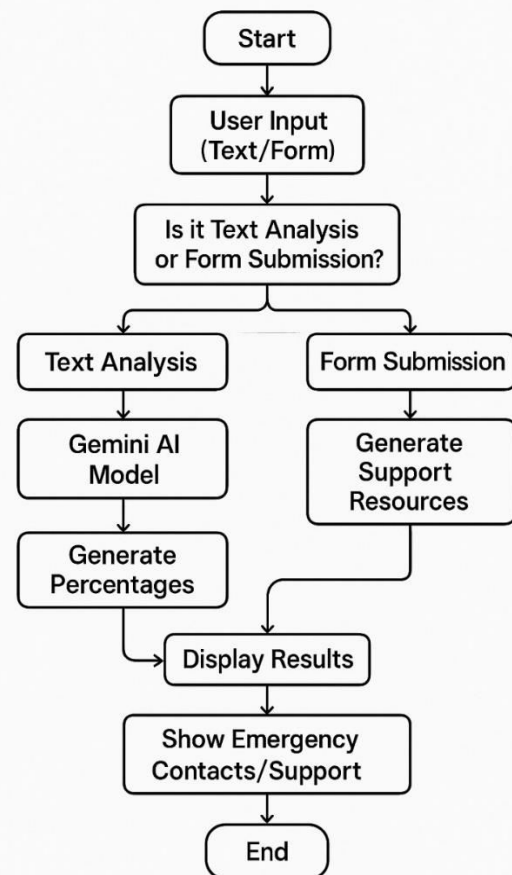 Start
User Input
(Text/Form)
Is it Text Analysis
or Form Submission?
Text Analysis
Form Submission
Gemini AI
Model
Generate
Support
Resources
Generate
Percentages
Display Results
Show Emergency
Contacts/Support
End